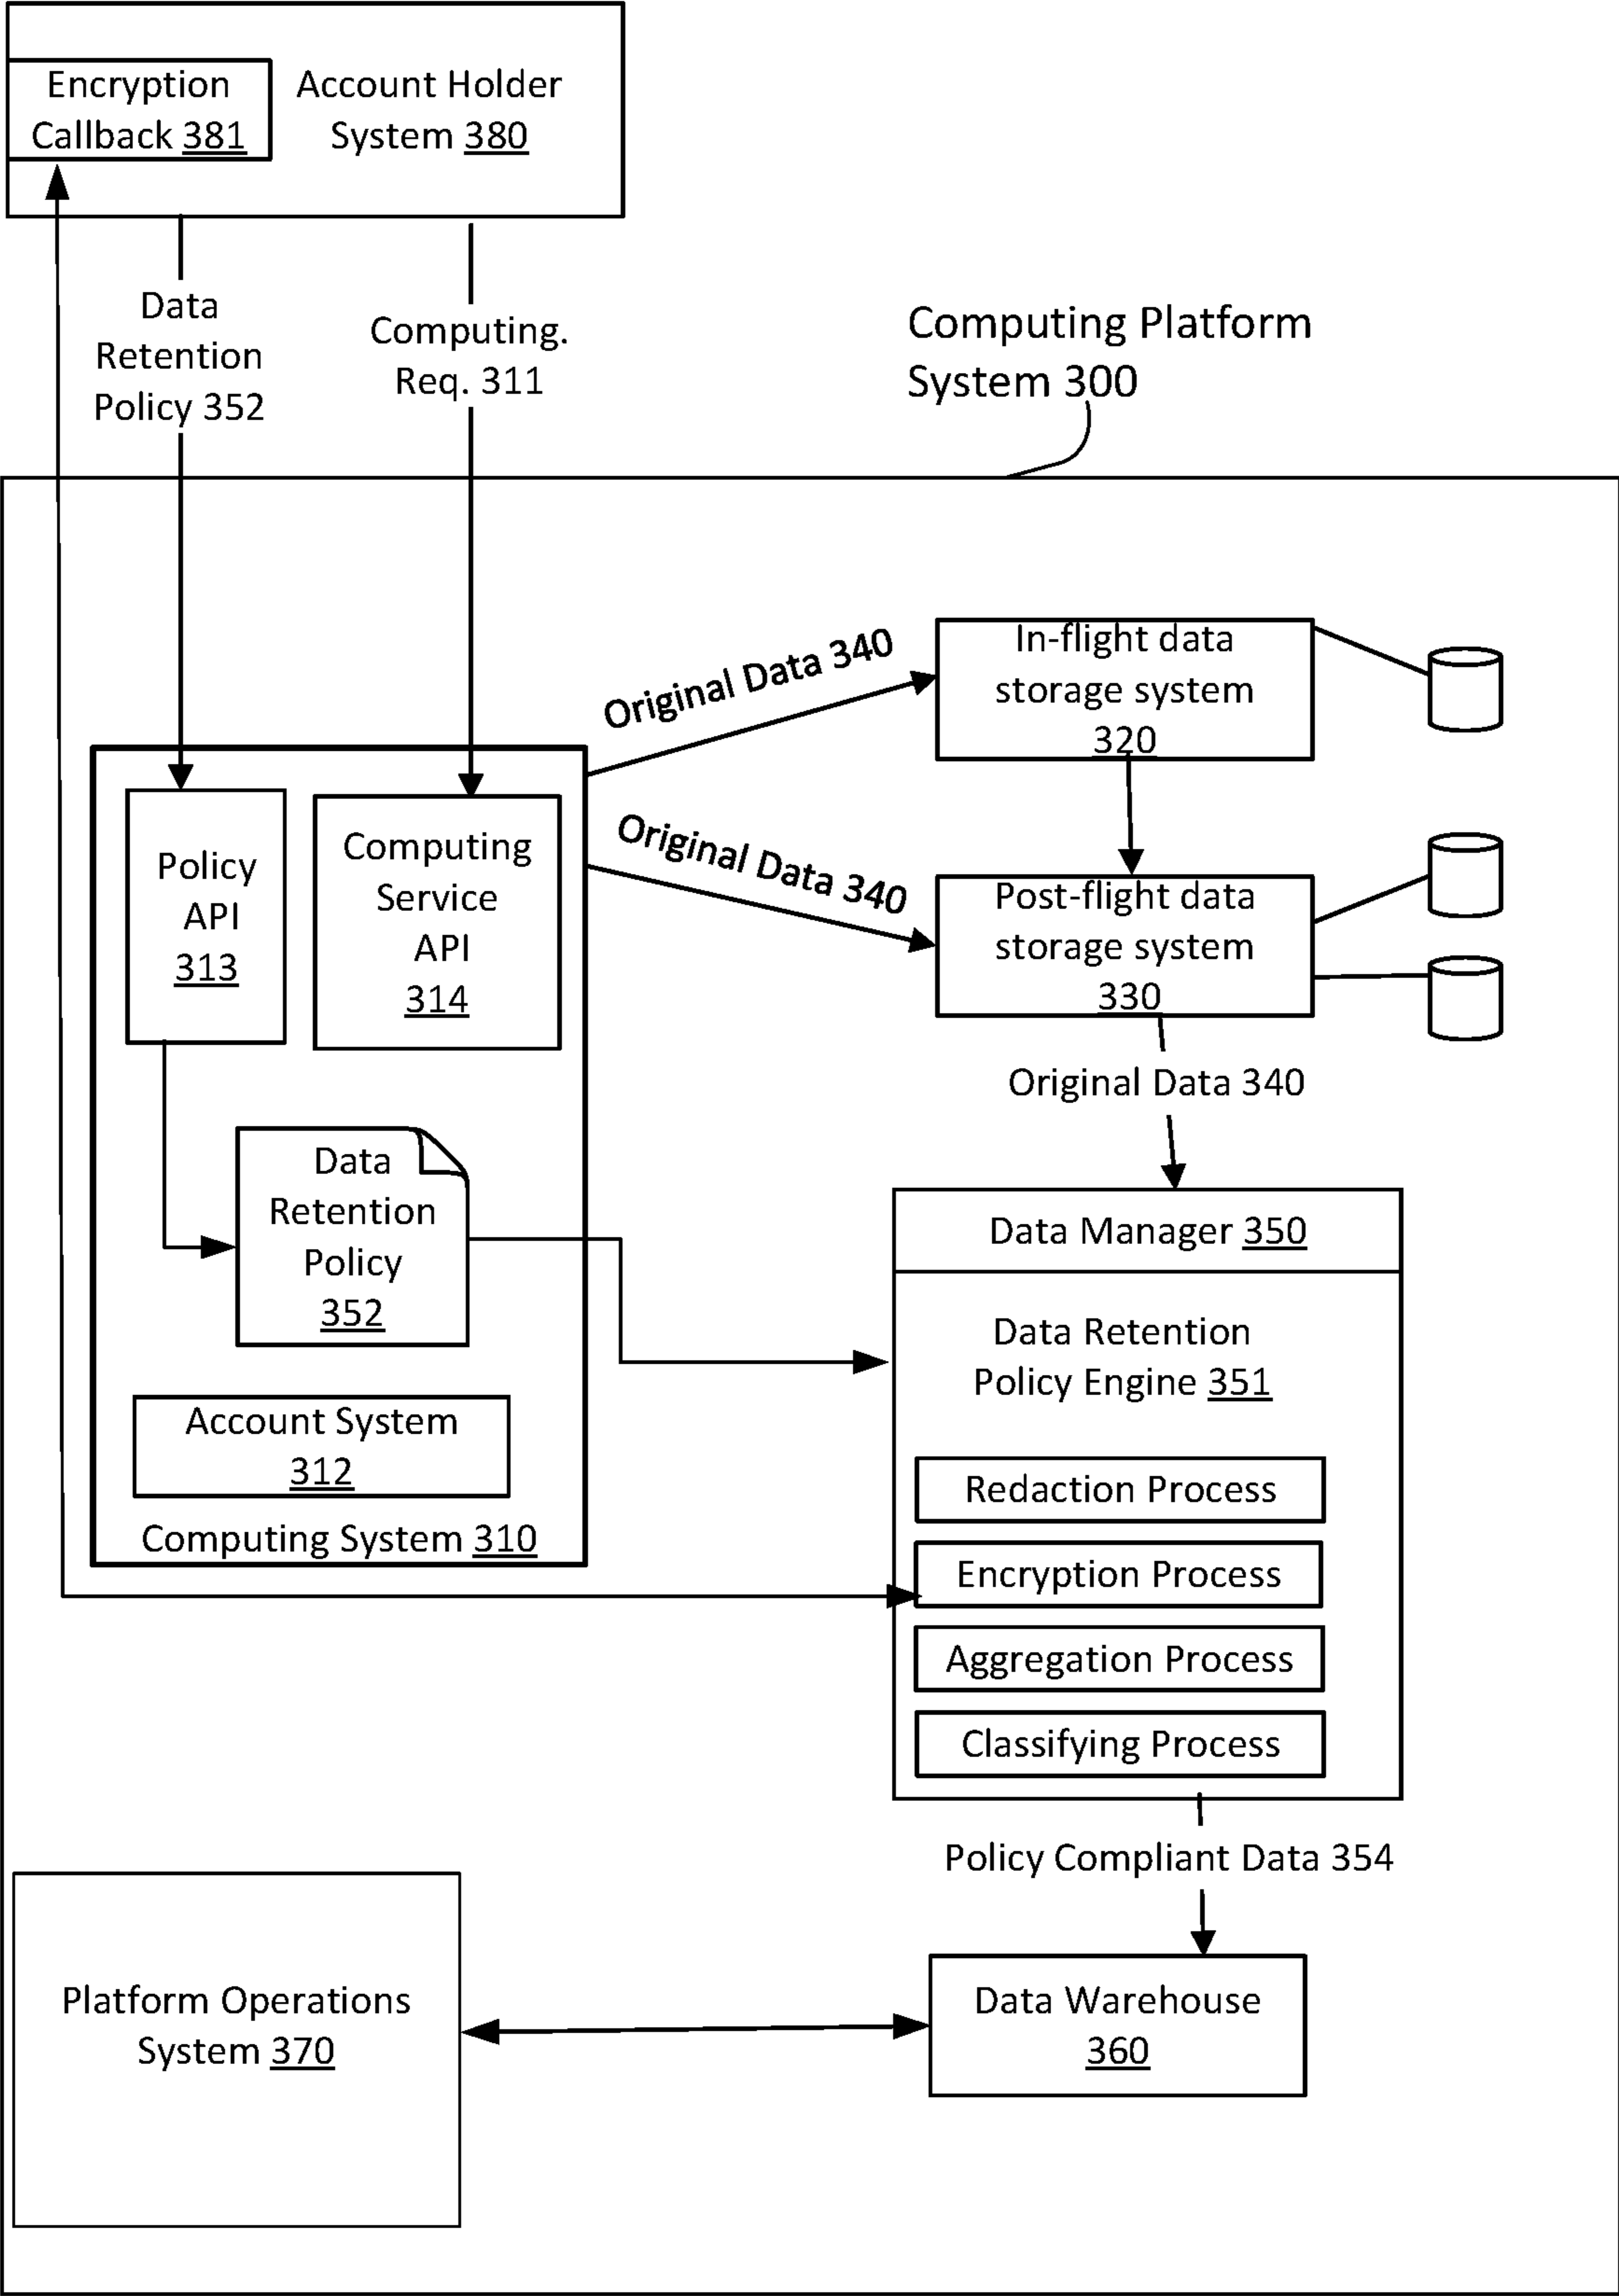 Encryption
Callback 381
Account Holder
System 380
Data
Retention
Policy 352
Computing.
Req. 311
Computing Platform
System 300
Original Data 340
In-flight data
storage system
320
Original Data 340
Post-flight data
storage system
330
Policy
API
313
Computing
Service
API
314
Original Data 340
Data
Retention
Policy
352
Data Manager 350
Data Retention
Policy Engine 351
Account System
312
Computing System 310
Redaction Process
Encryption Process
Aggregation Process
Classifying Process
Policy Compliant Data 354
Platform Operations
System 370
Data Warehouse
360